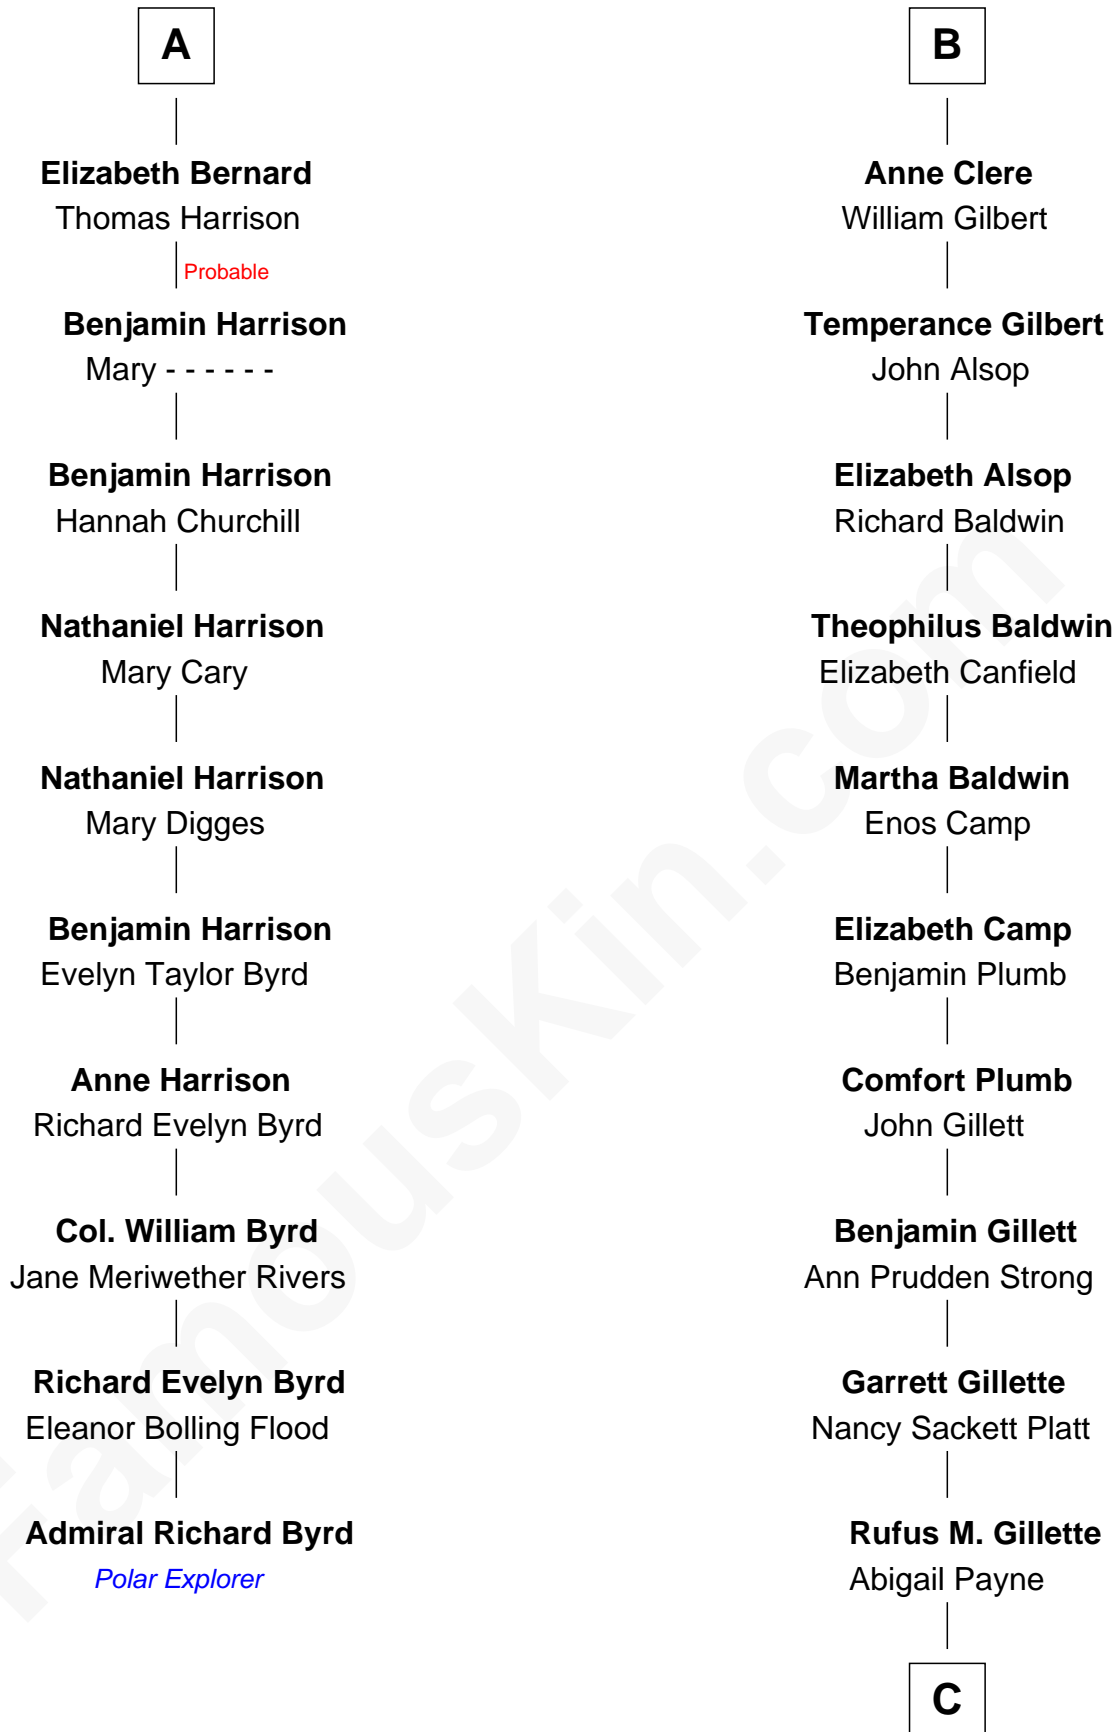 A
Elizabeth Bernard
Thomas Harrison
Probable
Benjamin Harrison
Mary - - - - - -
Benjamin Harrison
Hannah Churchill
Nathaniel Harrison
Mary Cary
Nathaniel Harrison
Mary Digges
Benjamin Harrison
Evelyn Taylor Byrd
Anne Harrison
Richard Evelyn Byrd
Col. William Byrd
Jane Meriwether Rivers
Richard Evelyn Byrd
Eleanor Bolling Flood
Admiral Richard Byrd
Polar Explorer
B
Anne Clere
William Gilbert
Temperance Gilbert
John Alsop
Elizabeth Alsop
Richard Baldwin
Theophilus Baldwin
Elizabeth Canfield
Martha Baldwin
Enos Camp
Elizabeth Camp
Benjamin Plumb
Comfort Plumb
John Gillett
Benjamin Gillett
Ann Prudden Strong
Garrett Gillette
Nancy Sackett Platt
Rufus M. Gillette
Abigail Payne
C
FamousKin.com